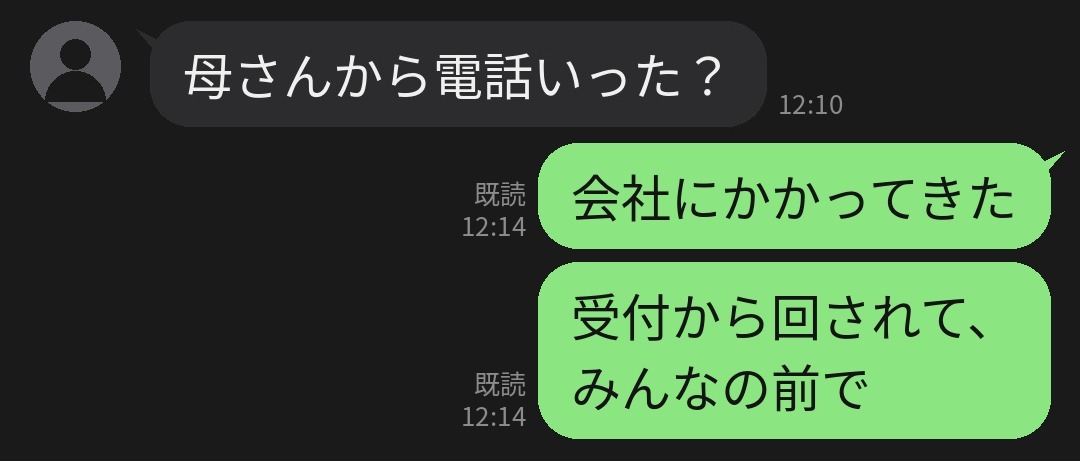 母さんから電話いった？
12:10
会社にかかってきた
既読
12:14
受付から回されて、
みんなの前で
既読
12:14